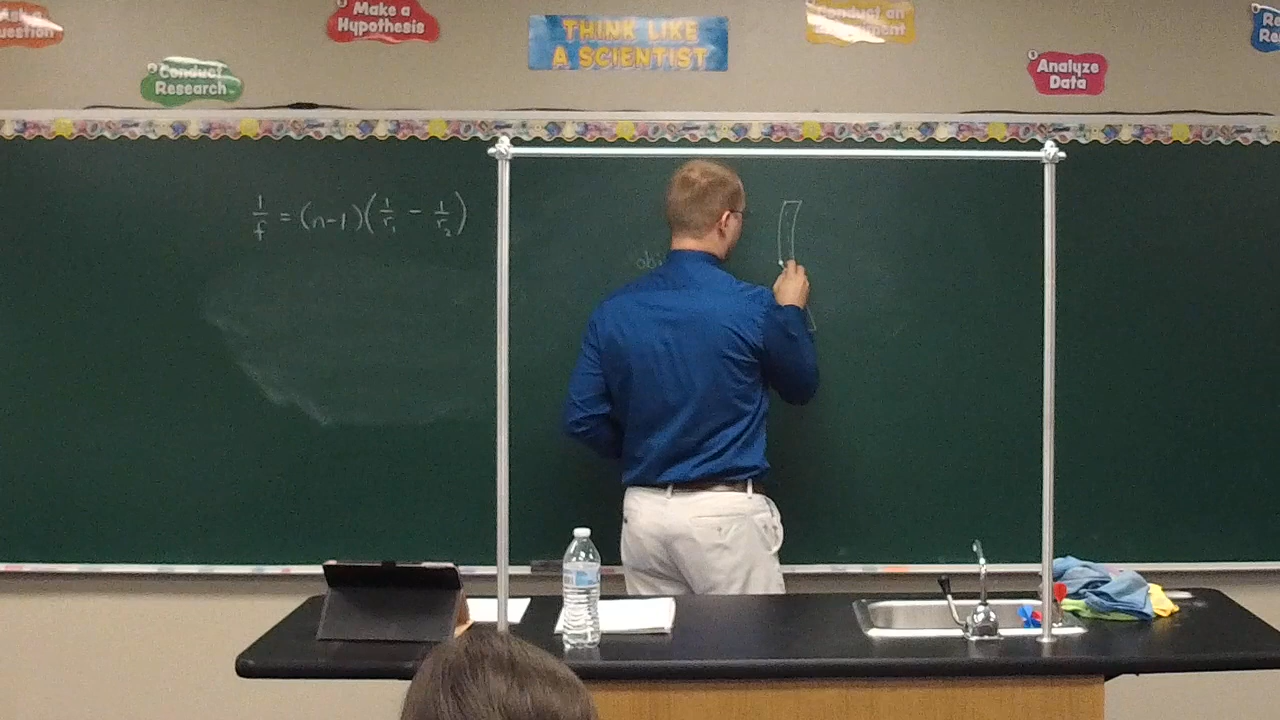 Make a
Hypothesis
THINK LIKE
A SCIENTIST
Conduct
Research
Analyze
Data
1/f = (n-1)(1/r₁ - 1/r₂)